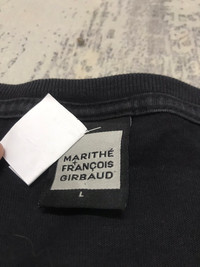 MARITHÉ
+ FRANÇOIS
GIRBAUD
L